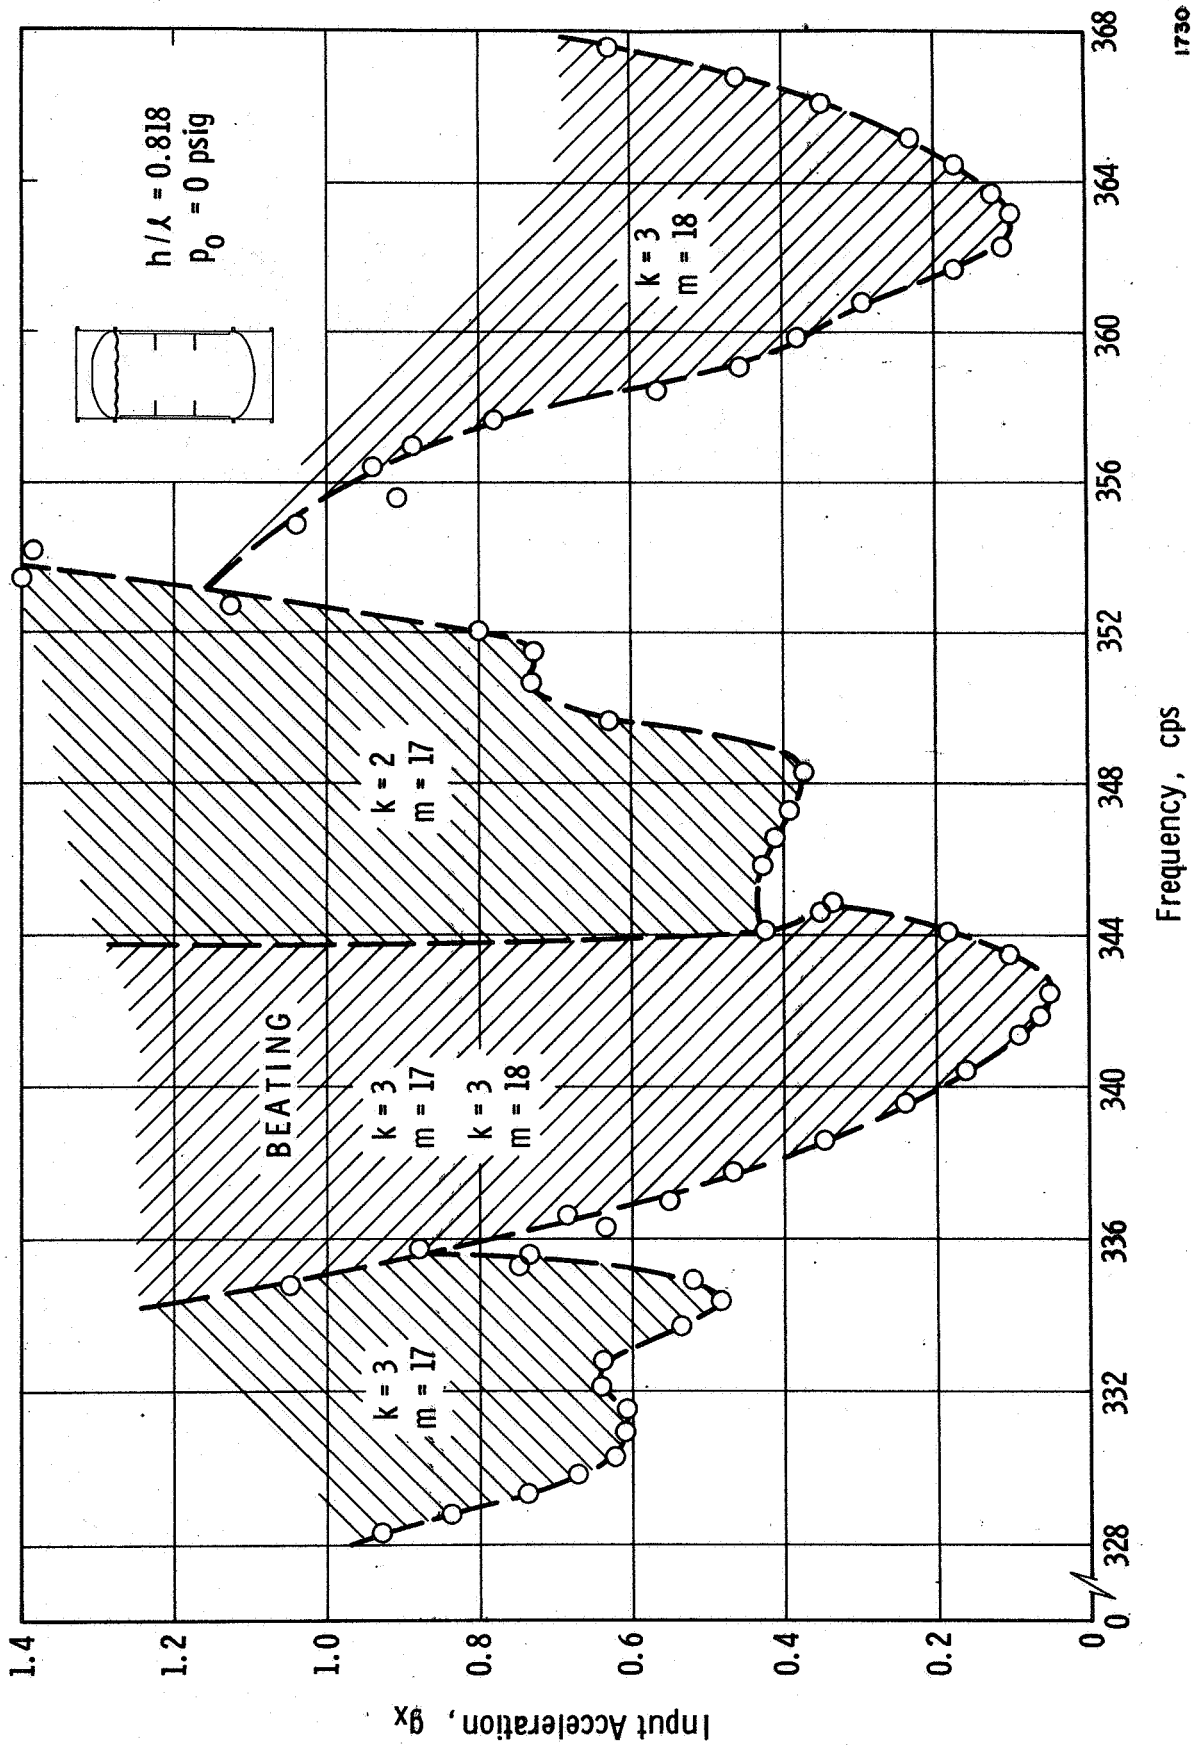 h/ℓ = 0.818
p₀ = 0 psig
k = 3
m = 17
BEATING
k = 3
m = 17
k = 3
m = 18
k = 2
m = 17
k = 3
m = 18
Input Acceleration, gₓ
1.4
1.2
1.0
0.8
0.6
0.4
0.2
0
0 328 332 336 340 344 348 352 356 360 364 368
Frequency, cps
1730